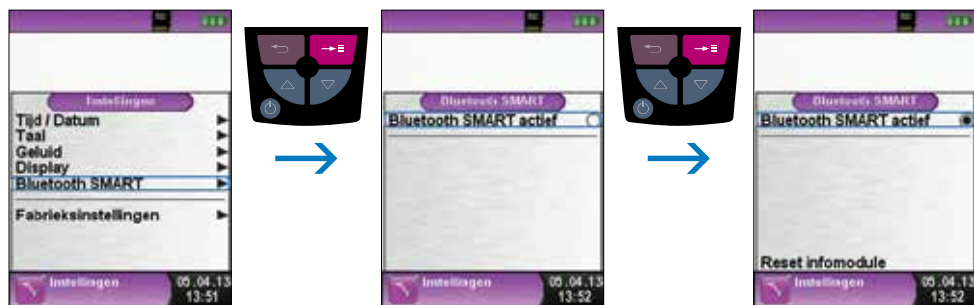 Instellingen
Tijd / Datum
Taal
Geluid
Display
Bluetooth SMART
Fabrieksinstellingen
Instellingen
05.04.13
13:51
Bluetooth SMART
Bluetooth SMART actief
Instellingen
05.04.13
13:52
Bluetooth SMART
Bluetooth SMART actief
Reset infomodule
Instellingen
05.04.13
13:52